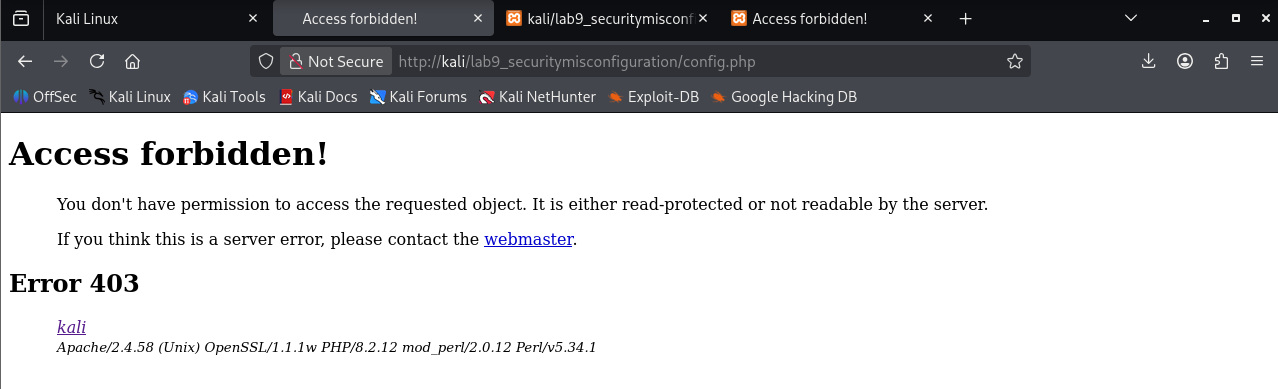 Kali Linux
Access forbidden!
kali/lab9_securitymisconf
Access forbidden!
Not Secure
http://kali/lab9_securitymisconfiguration/config.php
OffSec
Kali Linux
Kali Tools
Kali Docs
Kali Forums
Kali NetHunter
Exploit-DB
Google Hacking DB
Access forbidden!
You don't have permission to access the requested object. It is either read-protected or not readable by the server.
If you think this is a server error, please contact the webmaster.
Error 403
kali
Apache/2.4.58 (Unix) OpenSSL/1.1.1w PHP/8.2.12 mod_perl/2.0.12 Perl/v5.34.1